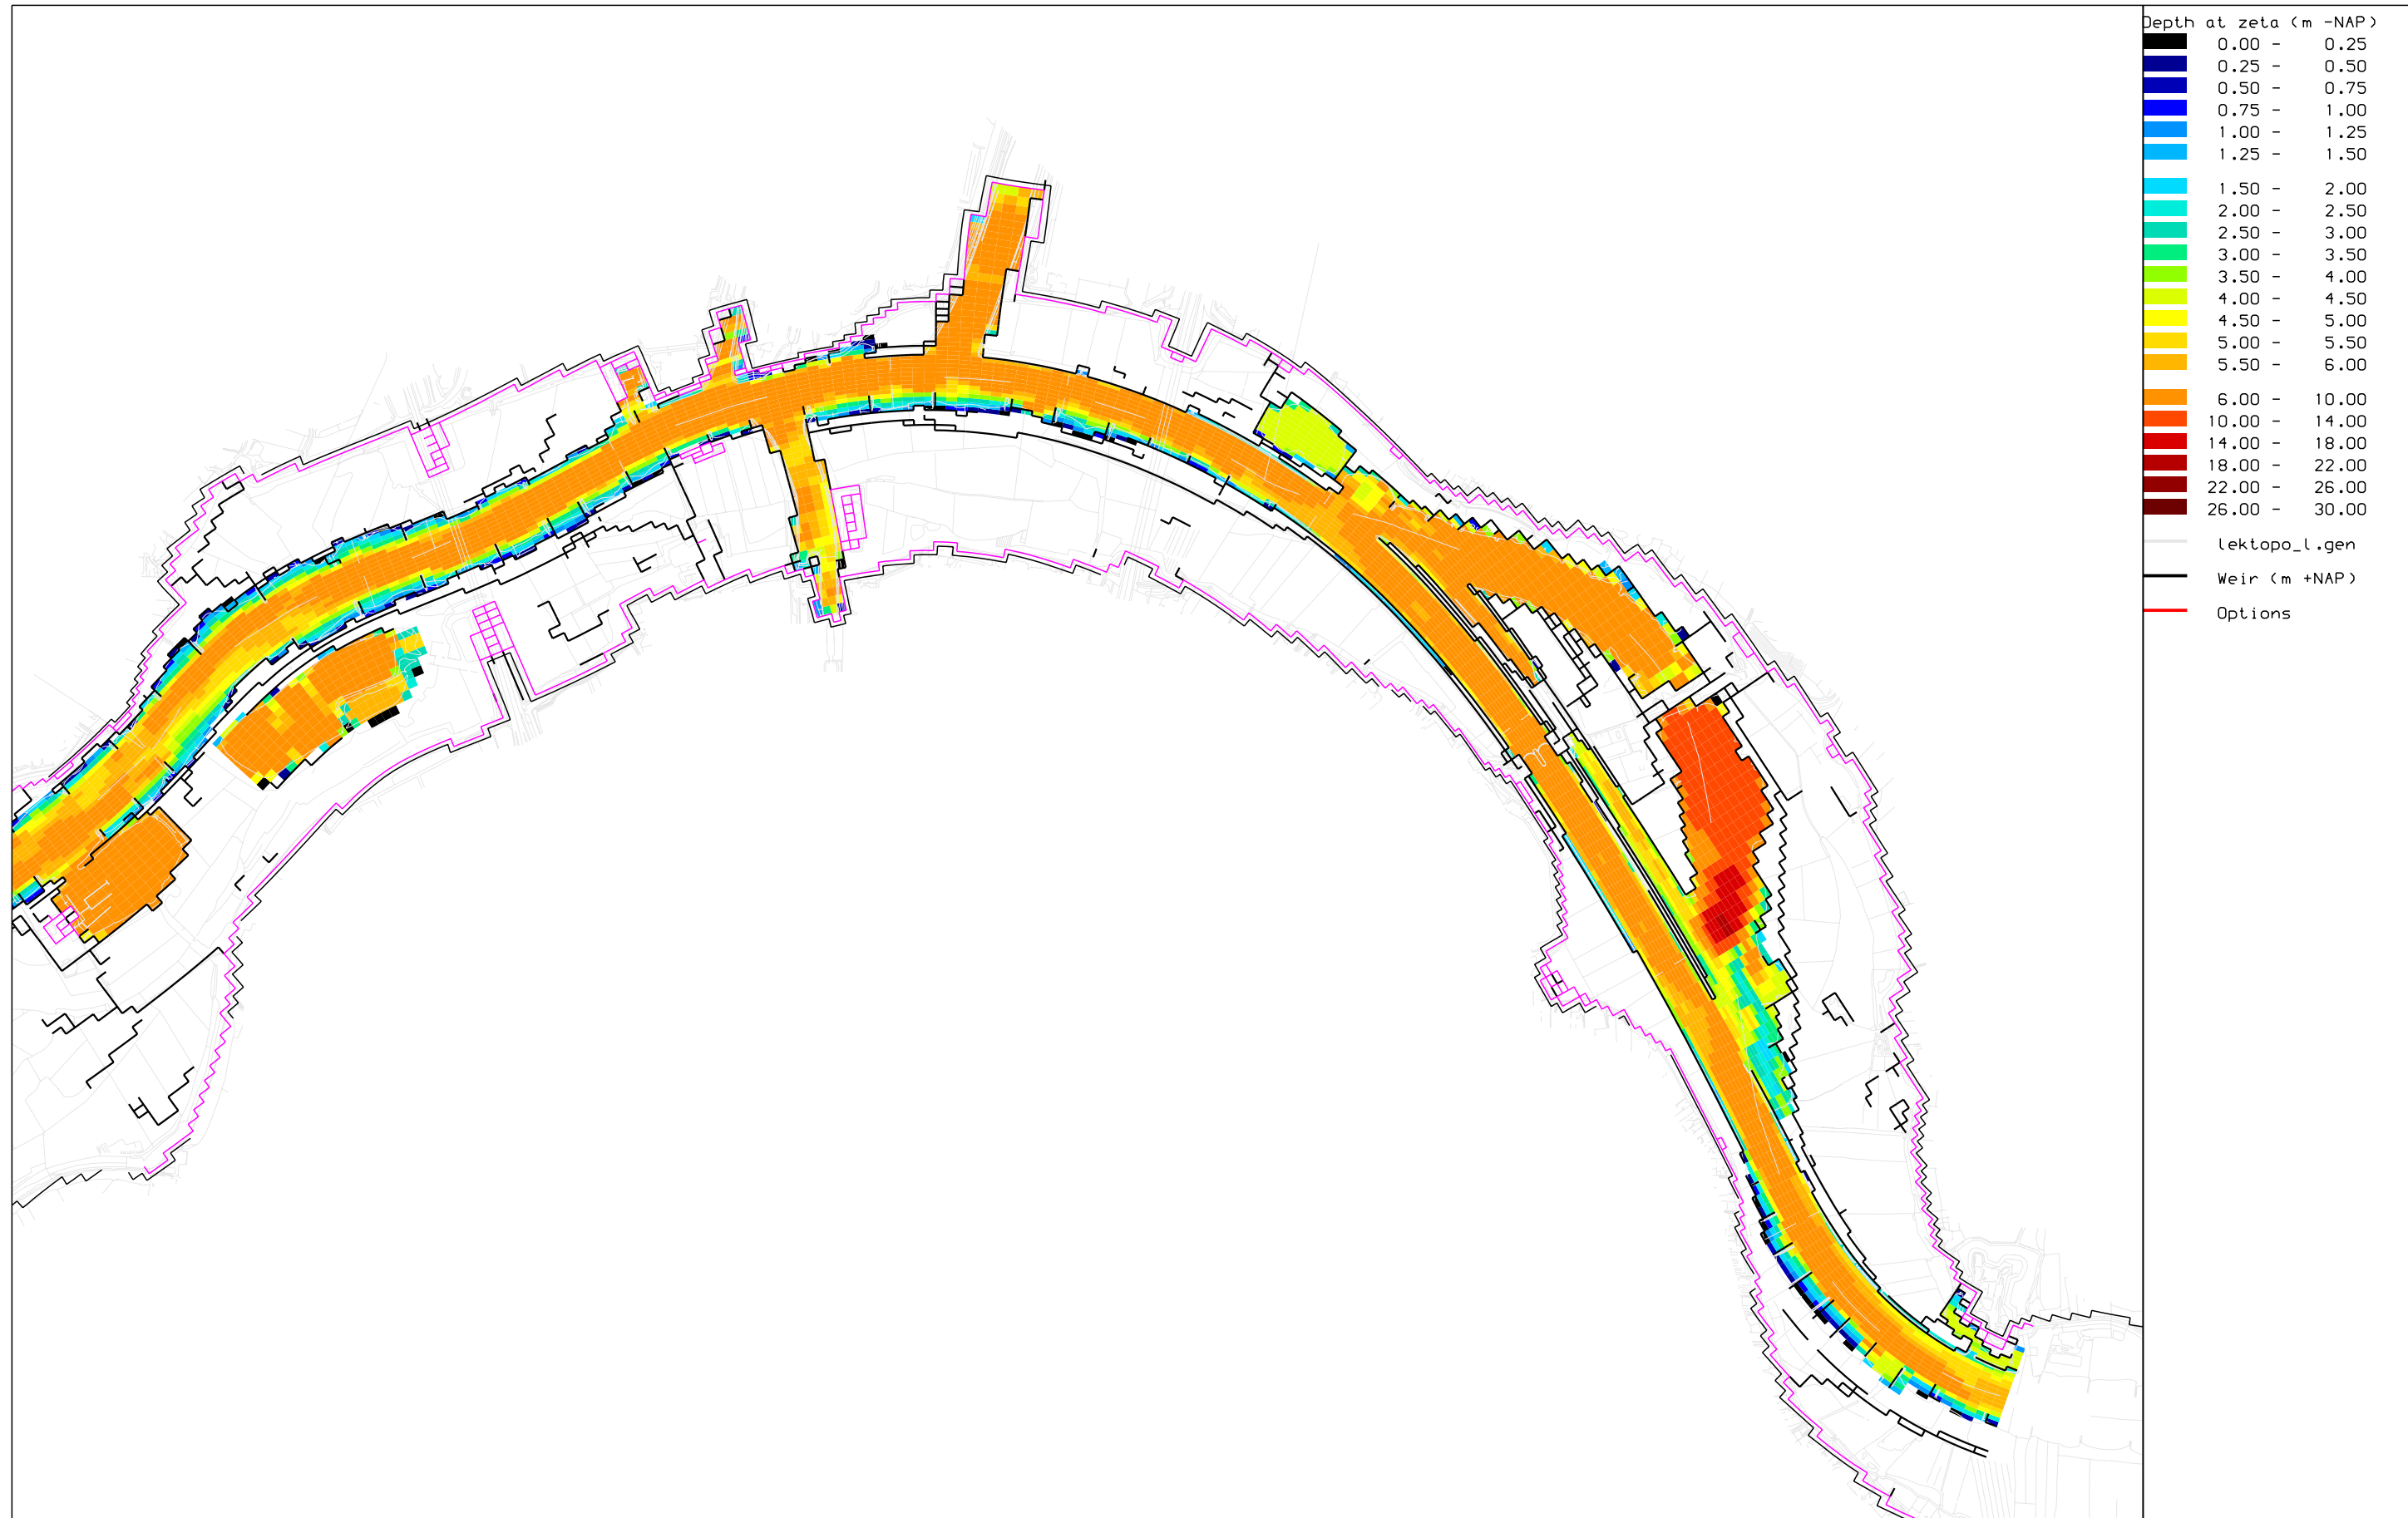 Depth at zeta (m -NAP)
0.00 - 0.25
0.25 - 0.50
0.50 - 0.75
0.75 - 1.00
1.00 - 1.25
1.25 - 1.50
1.50 - 2.00
2.00 - 2.50
2.50 - 3.00
3.00 - 3.50
3.50 - 4.00
4.00 - 4.50
4.50 - 5.00
5.00 - 5.50
5.50 - 6.00
6.00 - 10.00
10.00 - 14.00
14.00 - 18.00
18.00 - 22.00
22.00 - 26.00
26.00 - 30.00
lektopo_l.gen
Weir (m +NAP)
Options